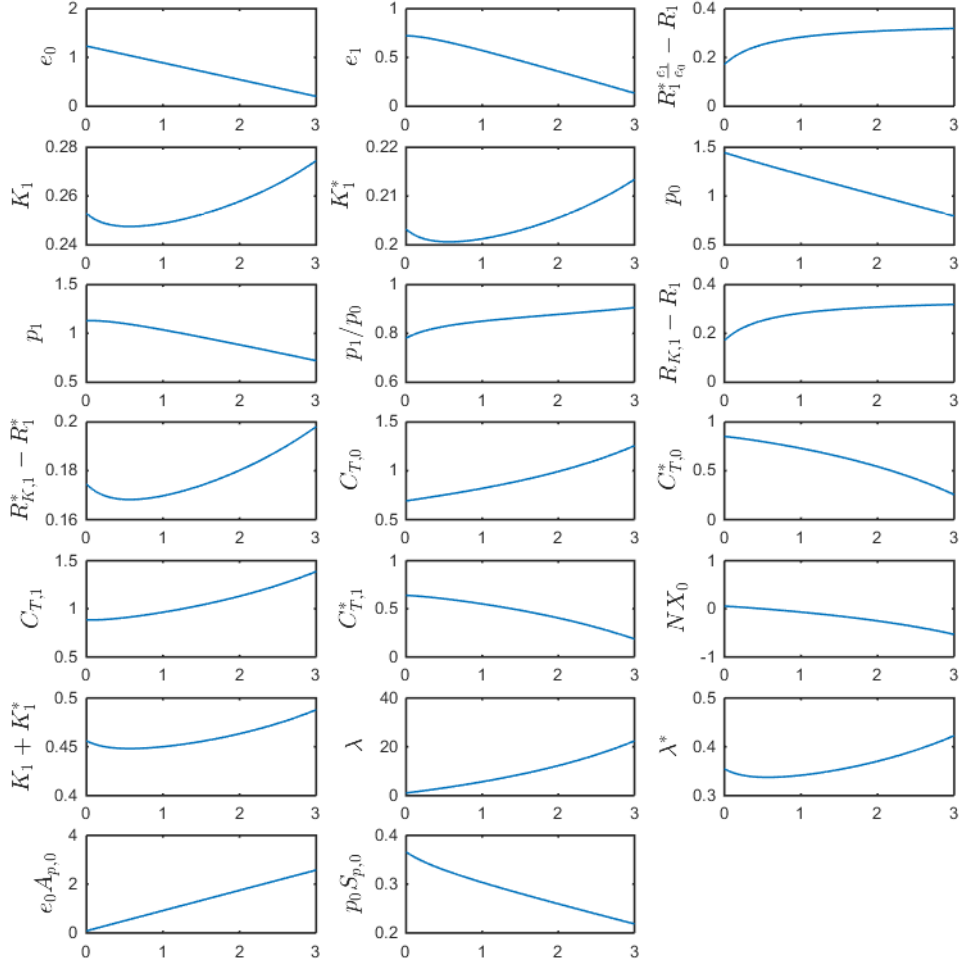 e_0
2
1
0
0 1 2 3
e_1
1
0.5
0
0 1 2 3
R_1^* \frac{e_1}{e_0} - R_1
0.4
0.2
0
0 1 2 3
K_1
0.28
0.26
0.24
0 1 2 3
K_1^*
0.22
0.21
0.2
0 1 2 3
p_0
1.5
1
0.5
0 1 2 3
p_1
1.5
1
0.5
0 1 2 3
p_1/p_0
1
0.8
0.6
0 1 2 3
R_{K,1} - R_1
0.4
0.2
0
0 1 2 3
R_{K,1}^* - R_1^*
0.2
0.18
0.16
0 1 2 3
C_{T,0}
1.5
1
0.5
0 1 2 3
C_{T,0}^*
1
0.5
0
0 1 2 3
C_{T,1}
1.5
1
0.5
0 1 2 3
C_{T,1}^*
1
0.5
0
0 1 2 3
NX_0
1
0
-1
0 1 2 3
K_1 + K_1^*
0.5
0.45
0.4
0 1 2 3
λ
40
20
0
0 1 2 3
λ^*
0.5
0.4
0.3
0 1 2 3
e_0 A_{p,0}
4
2
0
0 1 2 3
p_0 S_{p,0}
0.4
0.3
0.2
0 1 2 3